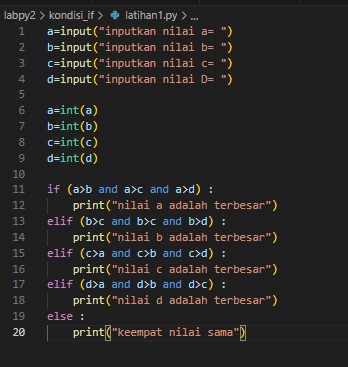 labpy2 > kondisi_if > latihan1.py > ...
1 a=input("inputkan nilai a= ")
2 b=input("inputkan nilai b= ")
3 c=input("inputkan nilai c= ")
4 d=input("inputkan nilai D= ")
5
6 a=int(a)
7 b=int(b)
8 c=int(c)
9 d=int(d)
10
11 if (a>b and a>c and a>d) :
12     print("nilai a adalah terbesar")
13 elif (b>c and b>c and b>d) :
14     print("nilai b adalah terbesar")
15 elif (c>a and c>b and c>d) :
16     print("nilai c adalah terbesar")
17 elif (d>a and d>b and d>c) :
18     print("nilai d adalah terbesar")
19 else :
20     print("keempat nilai sama")